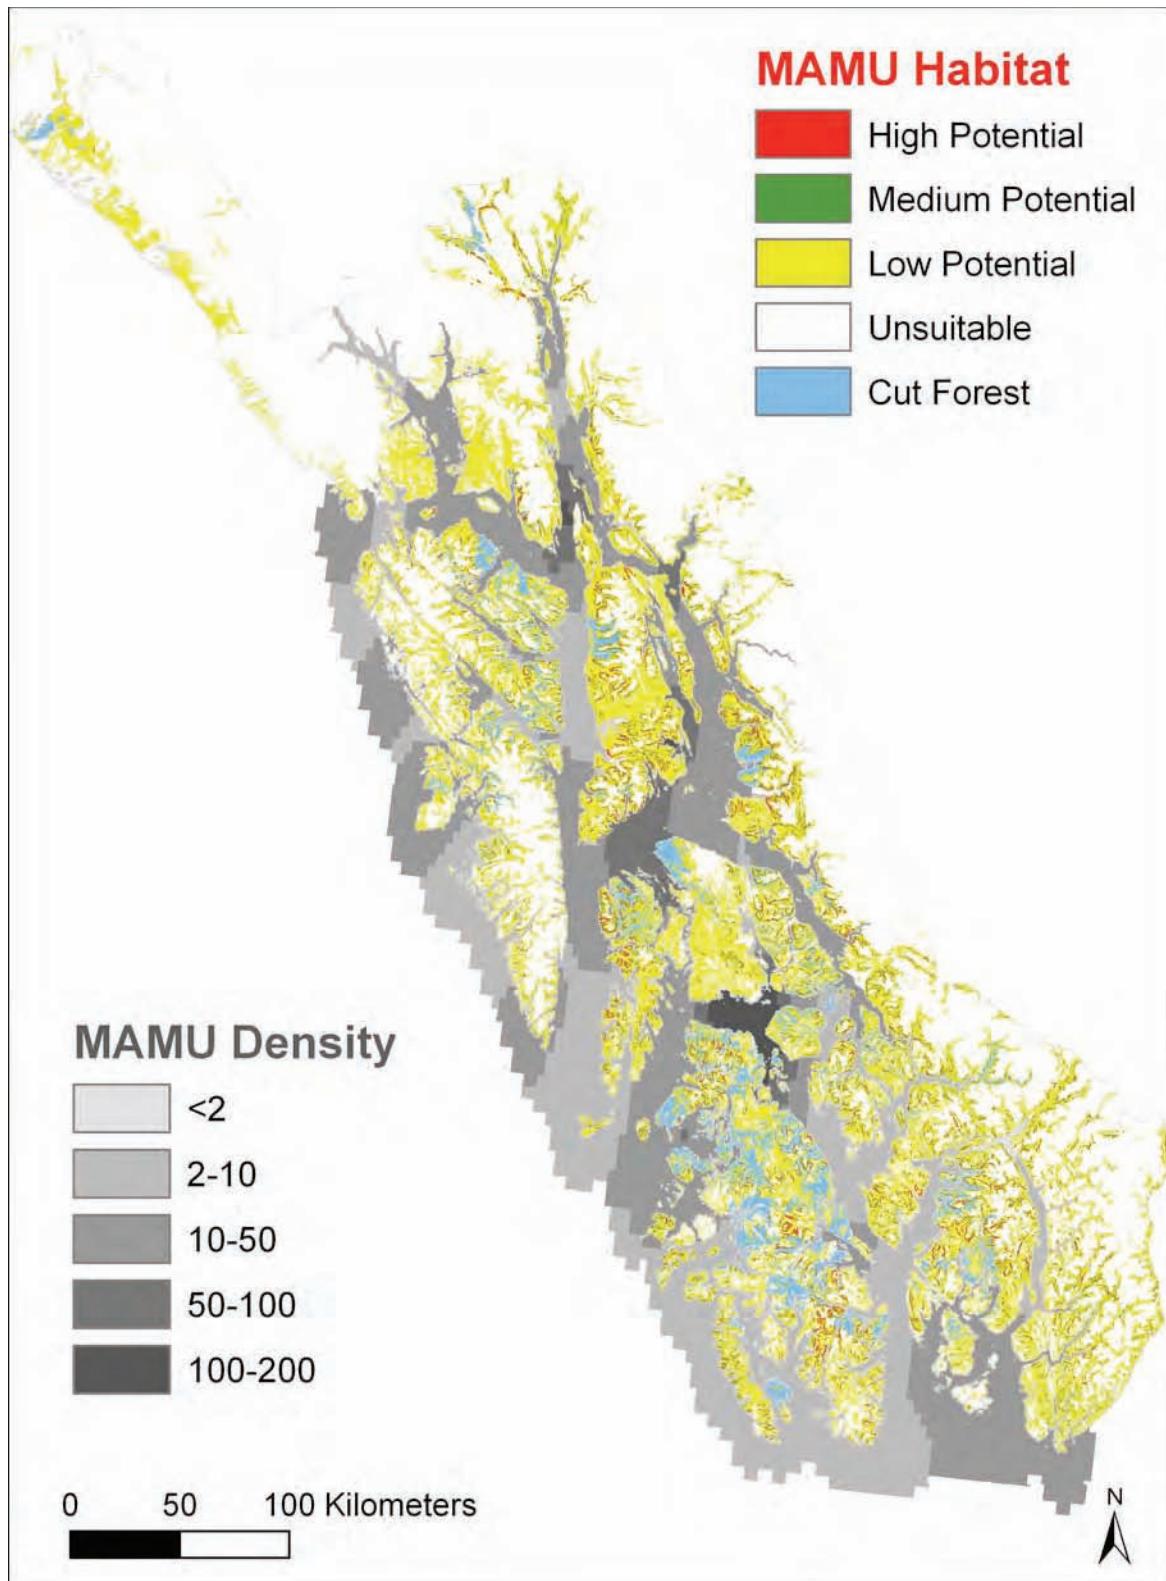 MAMU Habitat
High Potential
Medium Potential
Low Potential
Unsuitable
Cut Forest
MAMU Density
<2
2-10
10-50
50-100
100-200
0 50 100 Kilometers
N